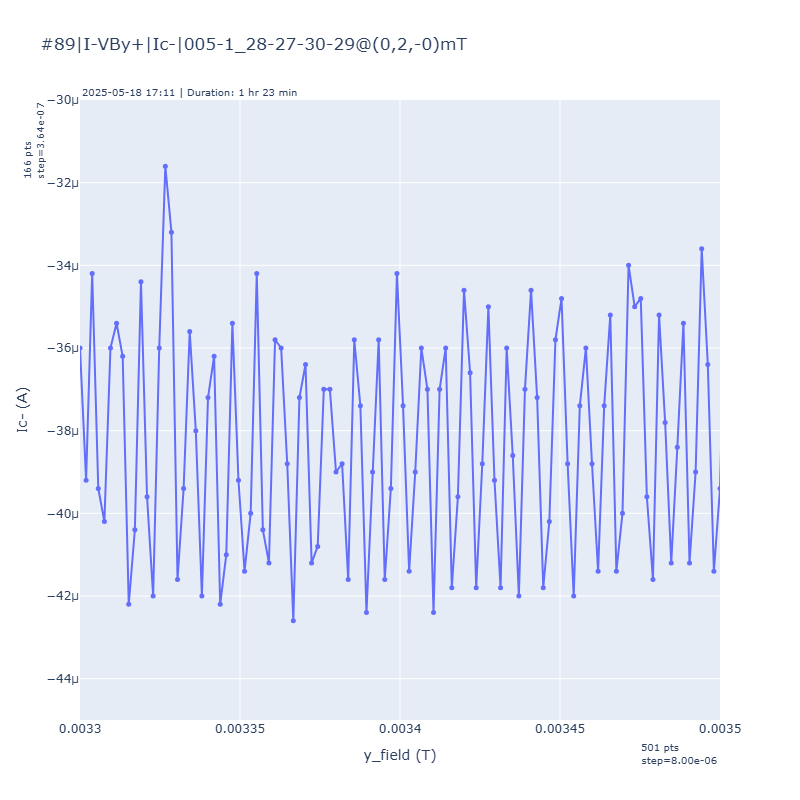 #89|I-VBy+|Ic-|005-1_28-27-30-29@(0,2,-0)mT
2025-05-18 17:11 | Duration: 1 hr 23 min
166 pts
step=3.64e-07
−30μ
−32μ
−34μ
−36μ
−38μ
−40μ
−42μ
−44μ
Ic- (A)
0.0033
0.00335
0.0034
0.00345
0.0035
y_field (T)
501 pts
step=8.00e-06